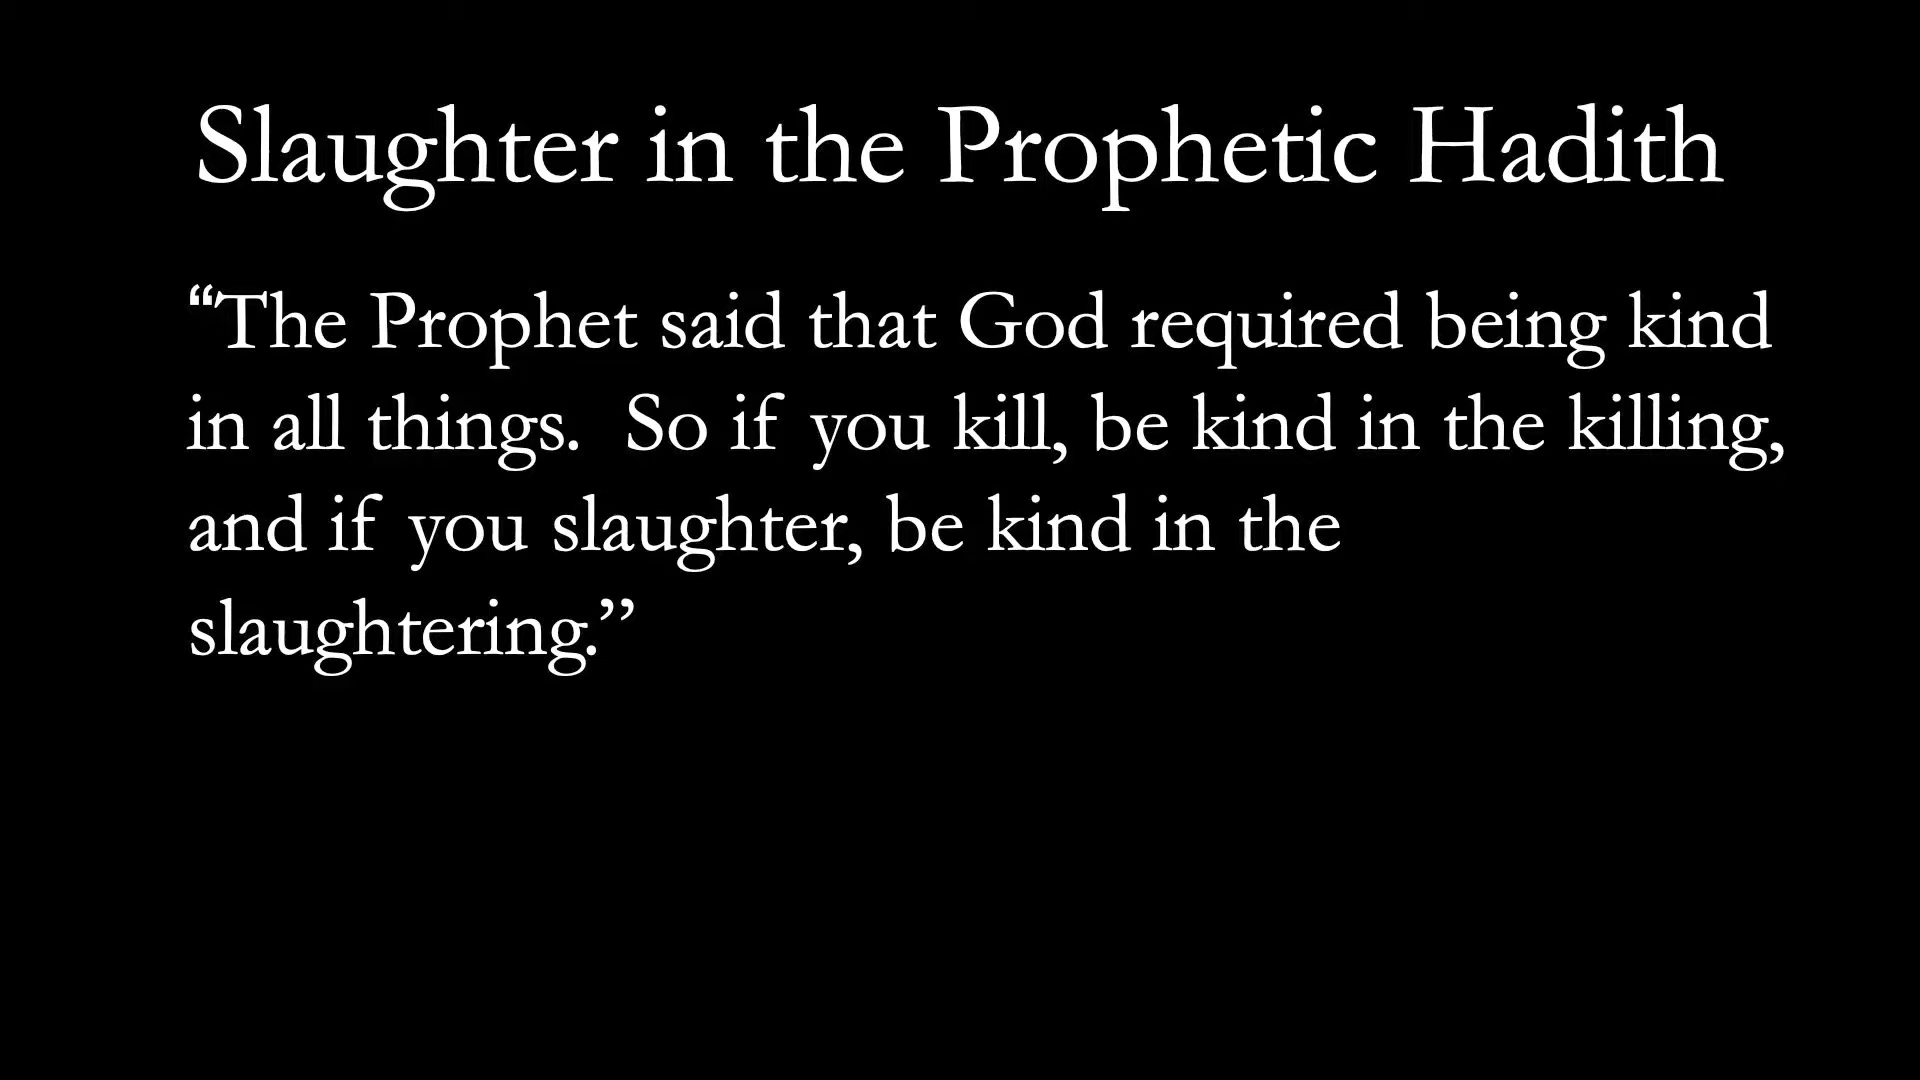 Slaughter in the Prophetic Hadith
“The Prophet said that God required being kind
in all things.  So if you kill, be kind in the killing,
and if you slaughter, be kind in the
slaughtering.”